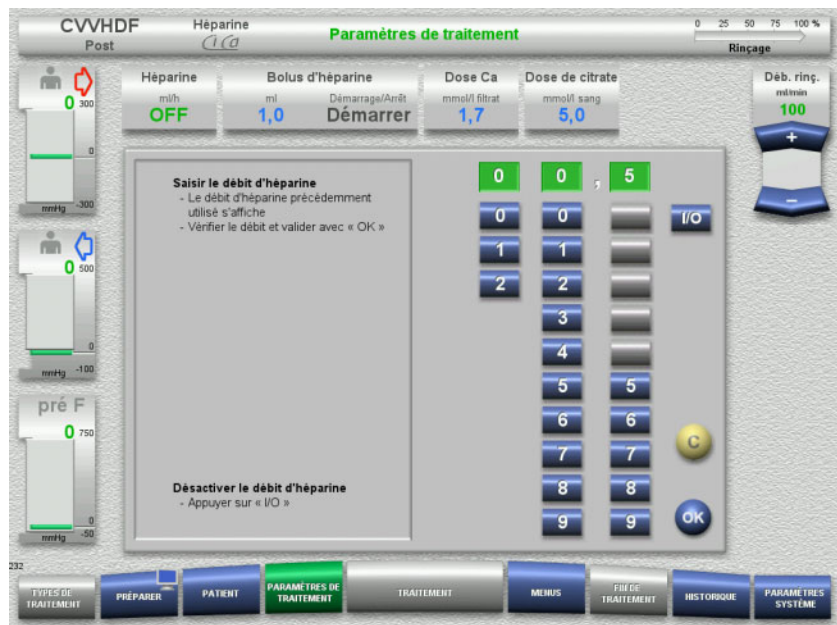 CVVHDF
Post
Héparine
Ci Ca
Paramètres de traitement
0 25 50 75 100 %
Rinçage
Héparine
ml/h
OFF
Bolus d'héparine
ml Démarrage/Arrêt
1,0 Démarrer
Dose Ca
mmol/l filtrat
1,7
Dose de citrate
mmol/l sang
5,0
Déb. rinç.
ml/min
100
+
−
0 300
0
mmHg -300
0 500
0
mmHg -100
pré F
0 750
0
mmHg -50
Saisir le débit d'héparine
- Le débit d'héparine précédemment
utilisé s'affiche
- Vérifier le débit et valider avec « OK »
Désactiver le débit d'héparine
- Appuyer sur « I/O »
0 0 , 5
0 0 I/O
1 1
2 2
3
4
5 5
6 6
7 7
C
8 8
9 9
OK
232
TYPES DE
TRAITEMENT
PRÉPARER
PATIENT
PARAMÈTRES DE
TRAITEMENT
TRAITEMENT
MENUS
FIN DE
TRAITEMENT
HISTORIQUE
PARAMÈTRES
SYSTÈME